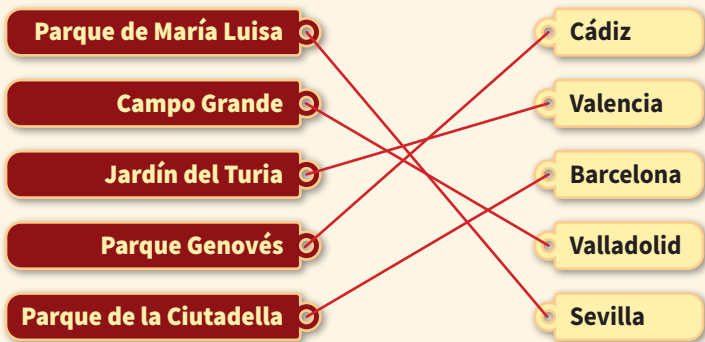 Parque de María Luisa
Cádiz
Campo Grande
Valencia
Jardín del Turia
Barcelona
Parque Genovés
Valladolid
Parque de la Ciutadella
Sevilla